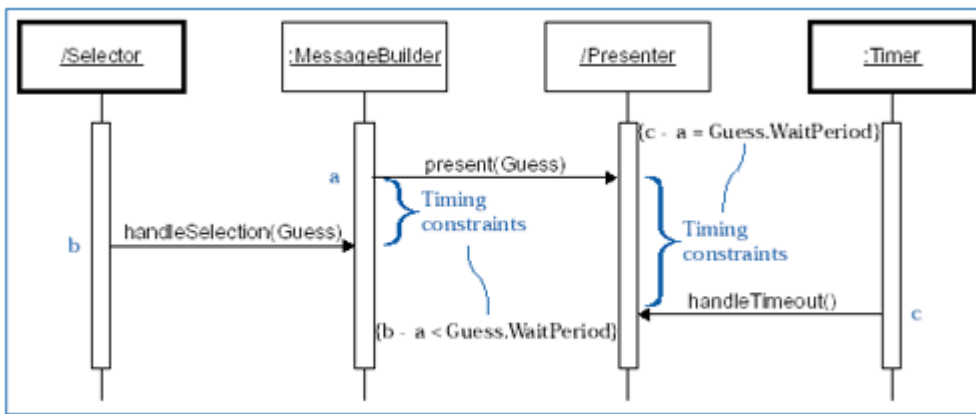 /Selector
:MessageBuilder
/Presenter
:Timer
{c - a = Guess.WaitPeriod}
present(Guess)
a
Timing
constraints
handleSelection(Guess)
b
Timing
constraints
handleTimeout()
c
{b - a < Guess.WaitPeriod}